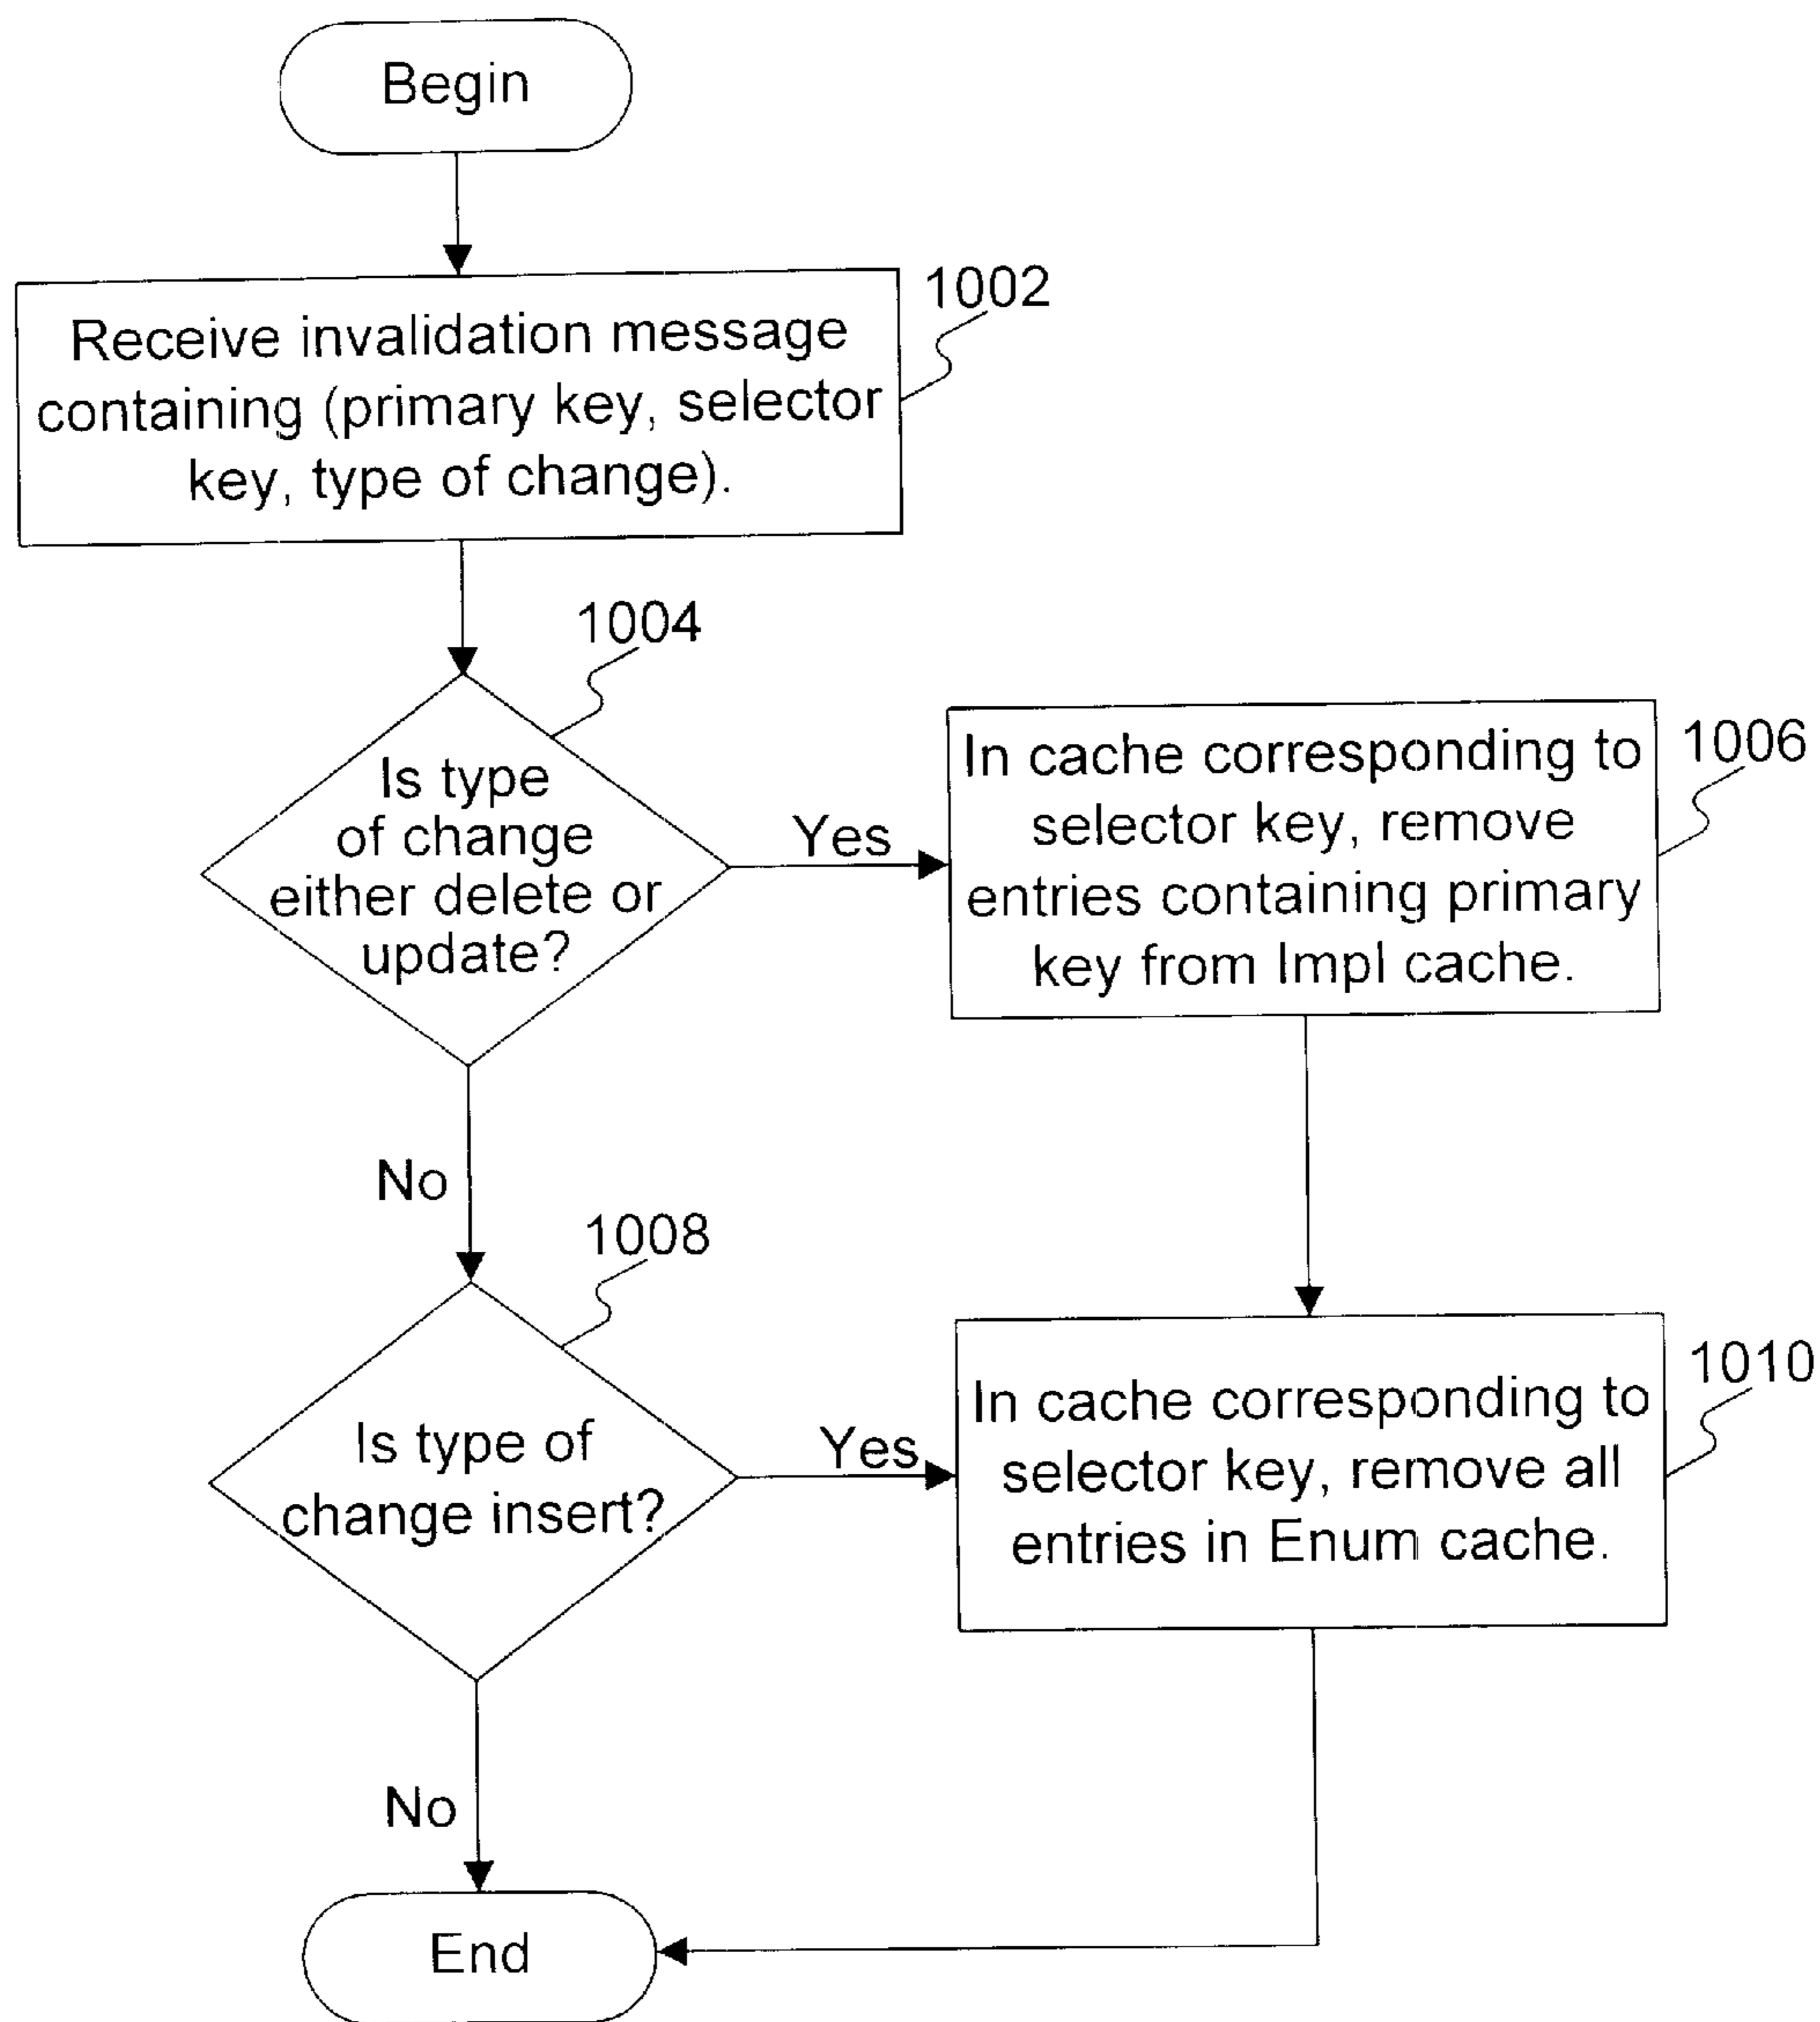 Begin
1002
Receive invalidation message
containing (primary key, selector
key, type of change).
1004
Is type
of change
either delete or
update?
Yes
1006
In cache corresponding to
selector key, remove
entries containing primary
key from Impl cache.
No
1008
Is type of
change insert?
Yes
1010
In cache corresponding to
selector key, remove all
entries in Enum cache.
No
End